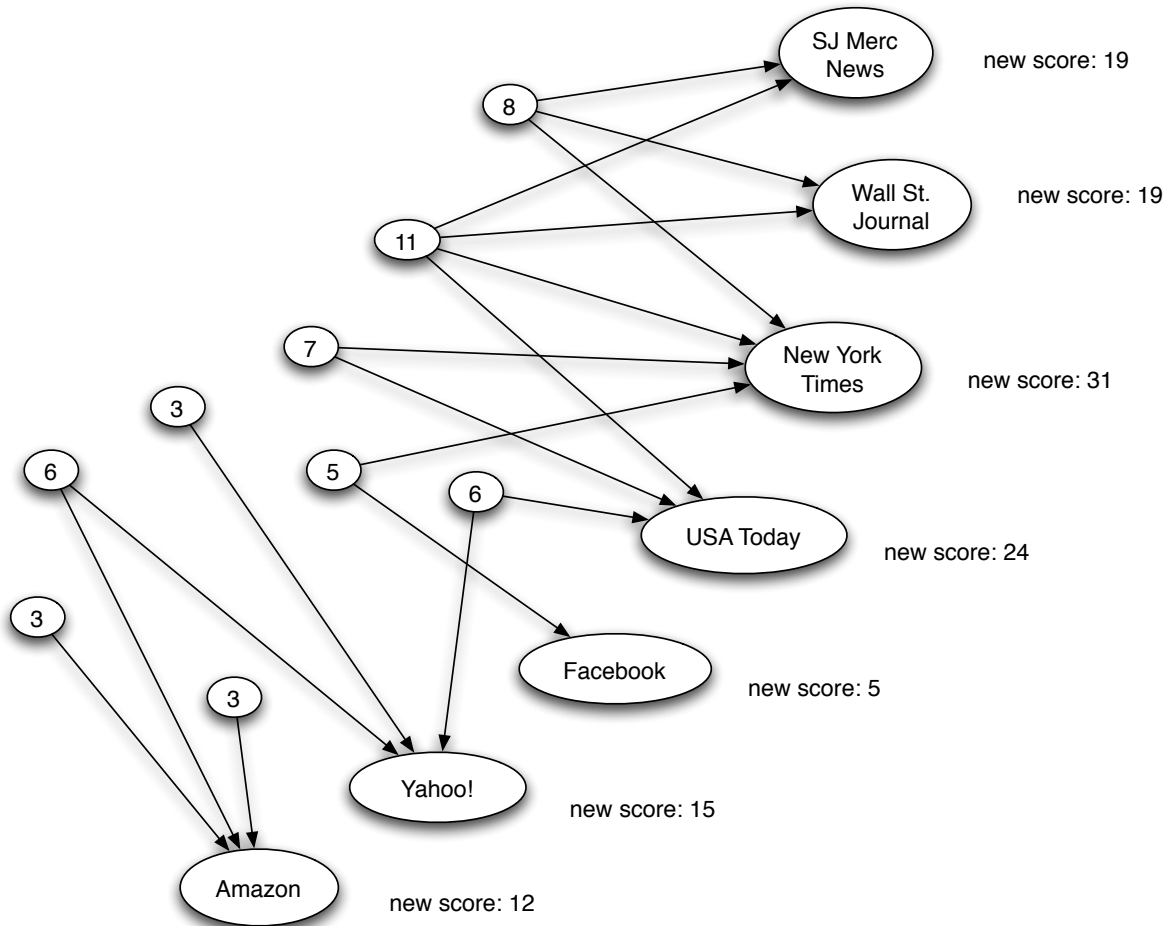 SJ Merc
News
new score: 19
8
Wall St.
Journal
new score: 19
11
7
New York
Times
new score: 31
3
6
5
6
USA Today
new score: 24
3
Facebook
new score: 5
3
Yahoo!
new score: 15
Amazon
new score: 12